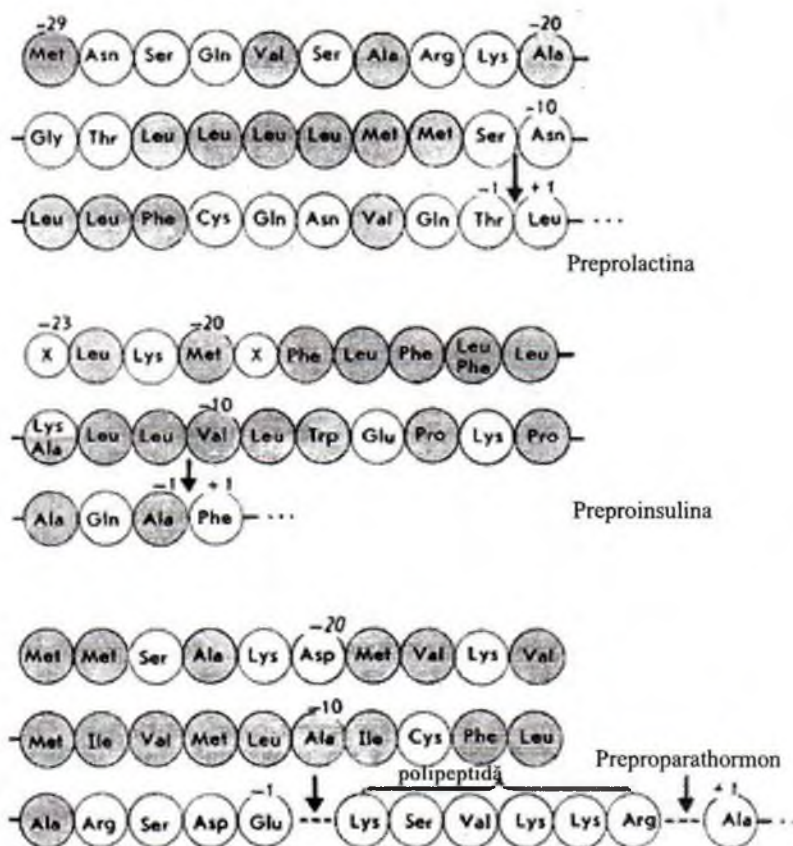 -29 -20
Met Asn Ser Gln Val Ser Ala Arg Lys Ala
-10
Gly Thr Leu Leu Leu Leu Met Met Ser Asn
-1 +1
Leu Leu Phe Cys Gln Asn Val Gln Thr Leu ...
Preprolactina
-23 -20
X Leu Lys Met X Phe Leu Phe Leu Phe Leu
-10
Lys Ala Leu Leu Val Leu Trp Glu Pro Lys Pro
-1 +1
Ala Gln Ala Phe ...
Preproinsulina
-20
Met Met Ser Ala Lys Asp Met Val Lys Val
-10
Met Ile Val Met Leu Ala Ile Cys Phe Leu
Preproparathormon
polipeptidă
-1 +1
Ala Arg Ser Asp Glu --- Lys Ser Val Lys Lys Arg --- Ala ...